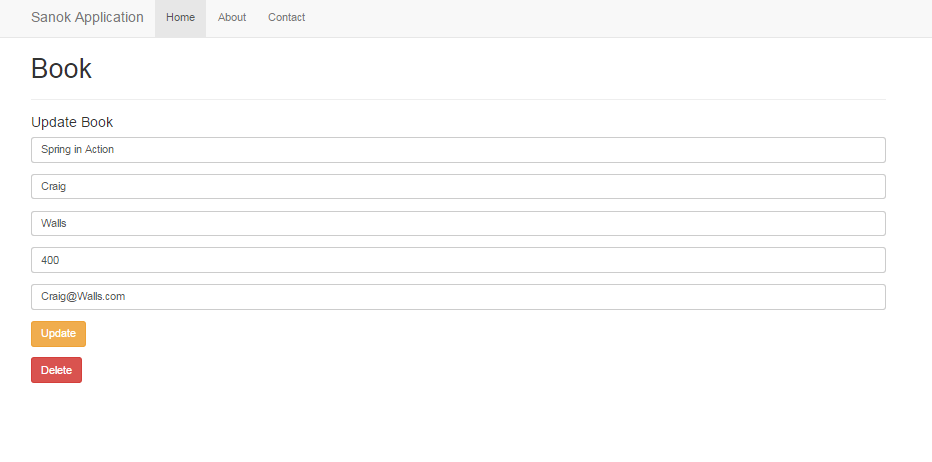 Sanok Application Home About Contact
Book
Update Book
Spring in Action
Craig
Walls
400
Craig@Walls.com
Update
Delete